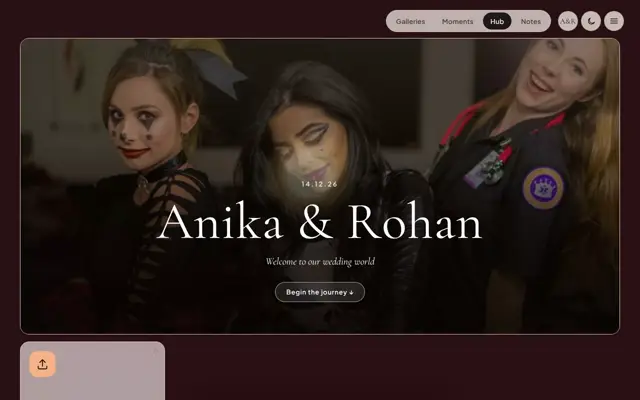 Galleries Moments Hub Notes A&R
14.12.26
Anika & Rohan
Welcome to our wedding world
Begin the journey ↓